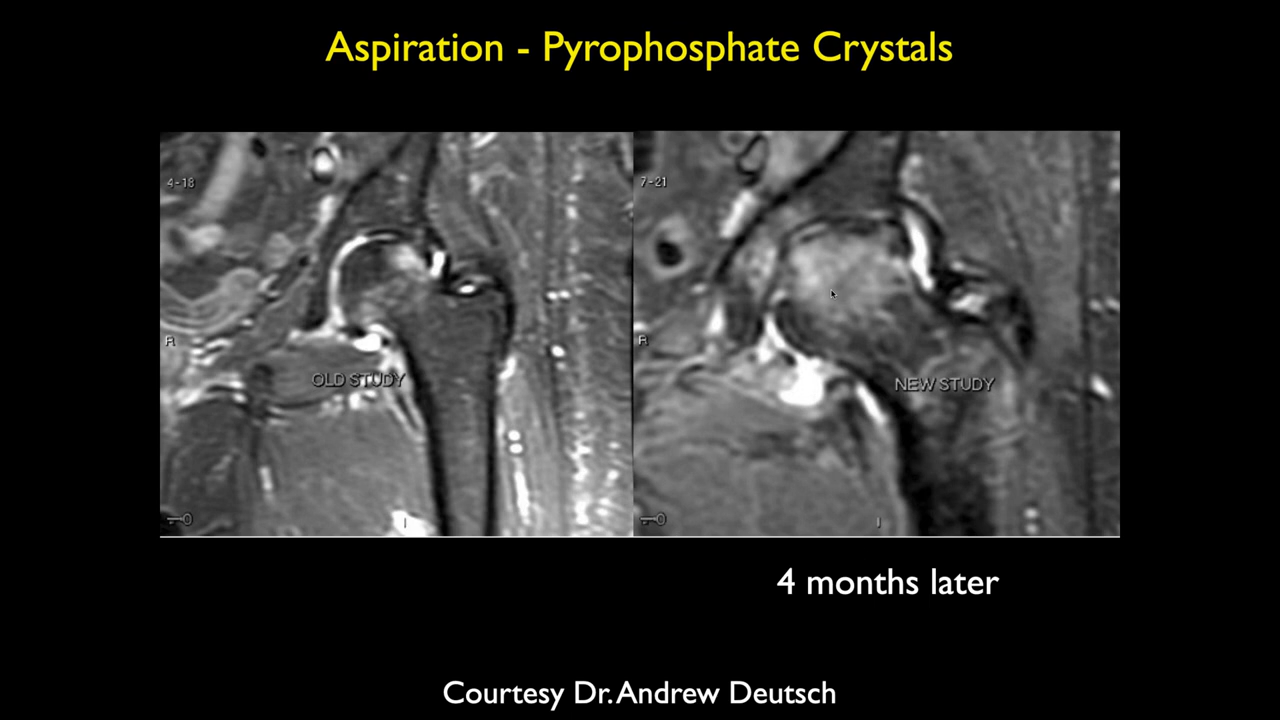 Aspiration - Pyrophosphate Crystals
4-18
7-21
R
R
OLD STUDY
NEW STUDY
I
I
4 months later
Courtesy Dr. Andrew Deutsch